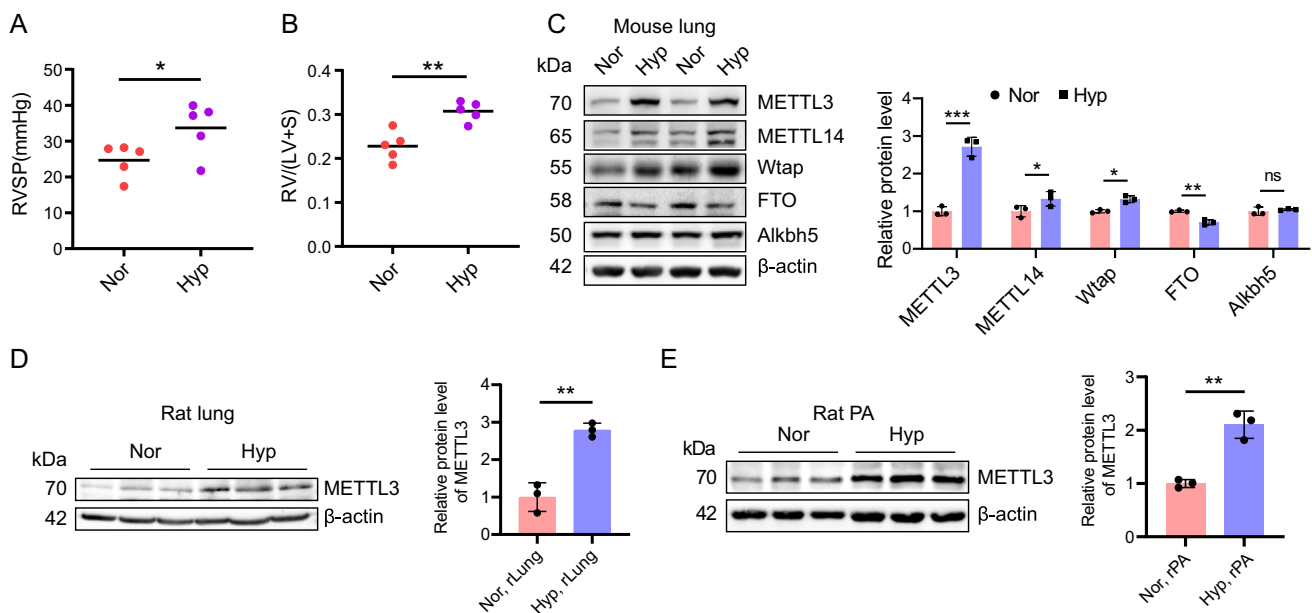 A
*
RVSP(mmHg)
50
40
30
20
10
0
Nor
Hyp
B
**
RV/(LV+S)
0.4
0.3
0.2
0.1
0.0
Nor
Hyp
C
Mouse lung
kDa
Nor
Hyp
Nor
Hyp
70
METTL3
65
METTL14
55
Wtap
58
FTO
50
Alkbh5
42
β-actin
Nor
Hyp
Relative protein level
4
3
2
1
0
***
*
*
**
ns
METTL3
METTL14
Wtap
FTO
Alkbh5
D
Rat lung
kDa
Nor
Hyp
70
METTL3
42
β-actin
Relative protein level
of METTL3
4
3
2
1
0
**
Nor, rLung
Hyp, rLung
E
Rat PA
kDa
Nor
Hyp
70
METTL3
42
β-actin
Relative protein level
of METTL3
3
2
1
0
**
Nor, rPA
Hyp, rPA